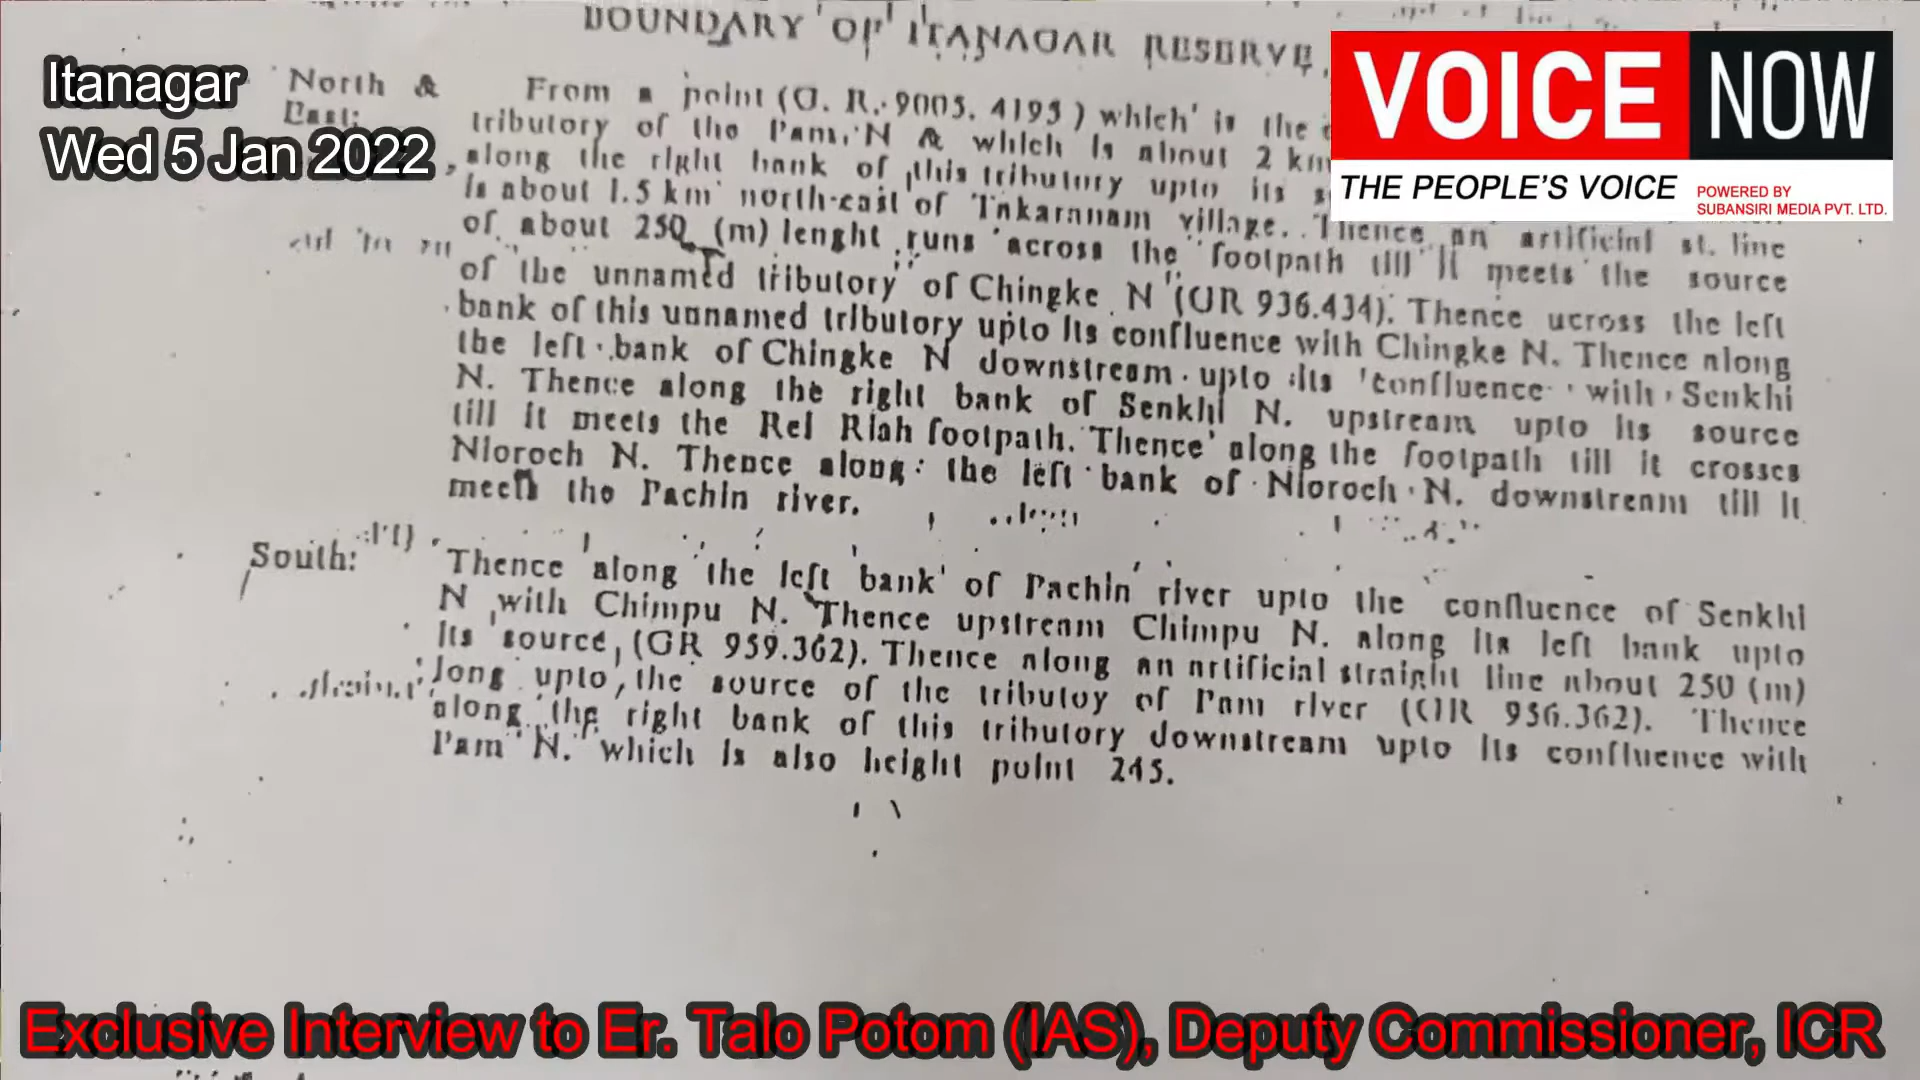 BOUNDARY OF ITANAGAR RESERVE
Itanagar
Wed 5 Jan 2022
VOICE NOW
THE PEOPLE'S VOICE
POWERED BY
SUBANSIRI MEDIA PVT. LTD.
North &
East:
From a point (G. R. 9005. 4195) which is the
tributory of the Pam N & which is about 2 km
along the right bank of this tributory upto its
is about 1.5 km north-east of village. Thence an artificial st. line
of about 250 (m) lenght runs across the footpath till it meets the source
of the unnamed tributory of Chingke N (GR 936.434). Thence across the left
bank of this unnamed tributory upto its confluence with Chingke N. Thence along
the left bank of Chingke N downstream upto its confluence with Senkhi
N. Thence along the right bank of Senkhi N. upstream upto its source
till it meets the Rel Riah footpath. Thence along the footpath till it crosses
Nioroch N. Thence along the left bank of Nioroch N. downstream till it
meets the Pachin river.
South:
Thence along the left bank of Pachin river upto the confluence of Senkhi
N with Chimpu N. Thence upstream Chimpu N. along its left bank upto
its source (GR 959.362). Thence along an artificial straight line about 250 (m)
long upto the source of the tributoy of Pam river (GR 956.362). Thence
along the right bank of this tributory downstream upto its confluence with
Pam N. which is also height point 245.
Exclusive Interview to Er. Talo Potom (IAS), Deputy Commissioner, ICR